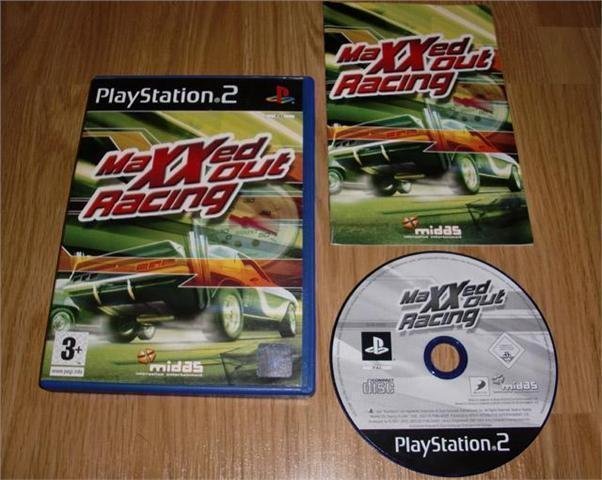 PlayStation®2
PAL
MaXXed
Out
Racing
3+
www.pegi.info
midas
interactive entertainment
MaXXed
Out
Racing
midas
interactive entertainment
MaXXed
Out
Racing
PAL
COMPACT
disc
midas
PlayStation®2